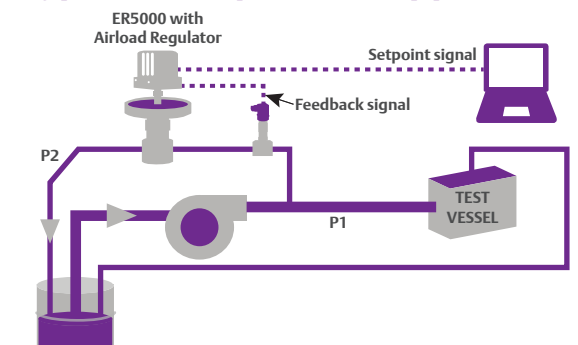 ER5000 with
Airload Regulator
Setpoint signal
Feedback signal
P2
TEST
VESSEL
P1